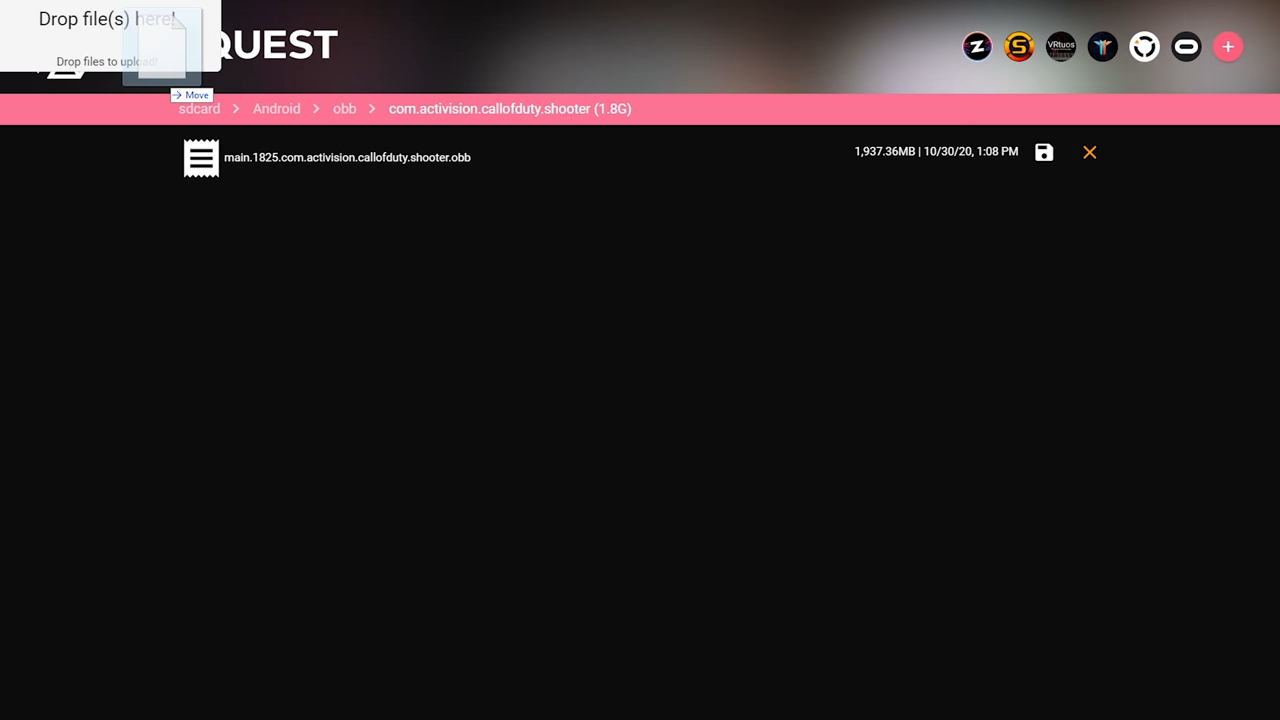 Drop file(s) here!
QUEST
Drop files to upload!
Move
sdcard > Android > obb > com.activision.callofduty.shooter (1.8G)
main.1825.com.activision.callofduty.shooter.obb 1,937.36MB | 10/30/20, 1:08 PM
Z S VRtuos
+